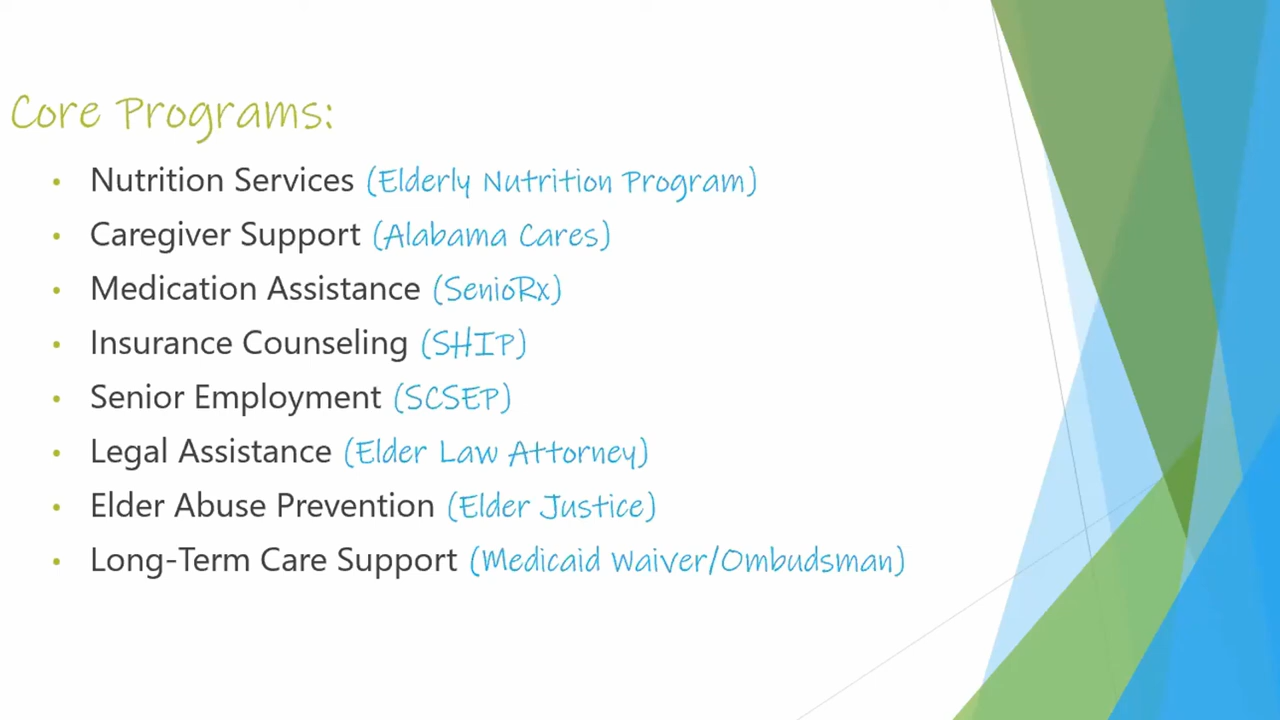 Core Programs:
• Nutrition Services (Elderly Nutrition Program)
• Caregiver Support (Alabama Cares)
• Medication Assistance (SenioRx)
• Insurance Counseling (SHIP)
• Senior Employment (SCSEP)
• Legal Assistance (Elder Law Attorney)
• Elder Abuse Prevention (Elder Justice)
• Long-Term Care Support (Medicaid Waiver/Ombudsman)